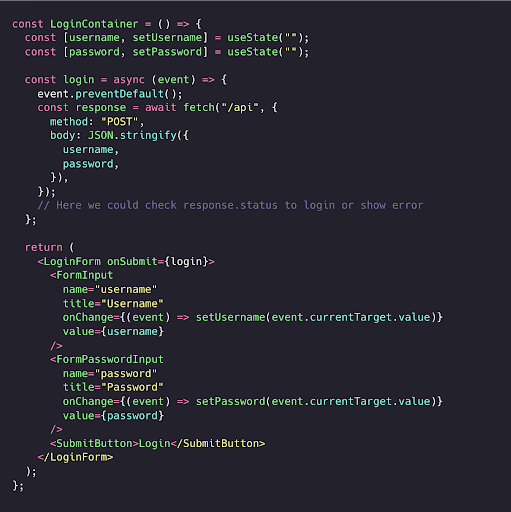 const LoginContainer = () => {
  const [username, setUsername] = useState("");
  const [password, setPassword] = useState("");

  const login = async (event) => {
    event.preventDefault();
    const response = await fetch("/api", {
      method: "POST",
      body: JSON.stringify({
        username,
        password,
      }),
    });
    // Here we could check response.status to login or show error
  };

  return (
    <LoginForm onSubmit={login}>
      <FormInput
        name="username"
        title="Username"
        onChange={(event) => setUsername(event.currentTarget.value)}
        value={username}
      />
      <FormPasswordInput
        name="password"
        title="Password"
        onChange={(event) => setPassword(event.currentTarget.value)}
        value={password}
      />
      <SubmitButton>Login</SubmitButton>
    </LoginForm>
  );
};